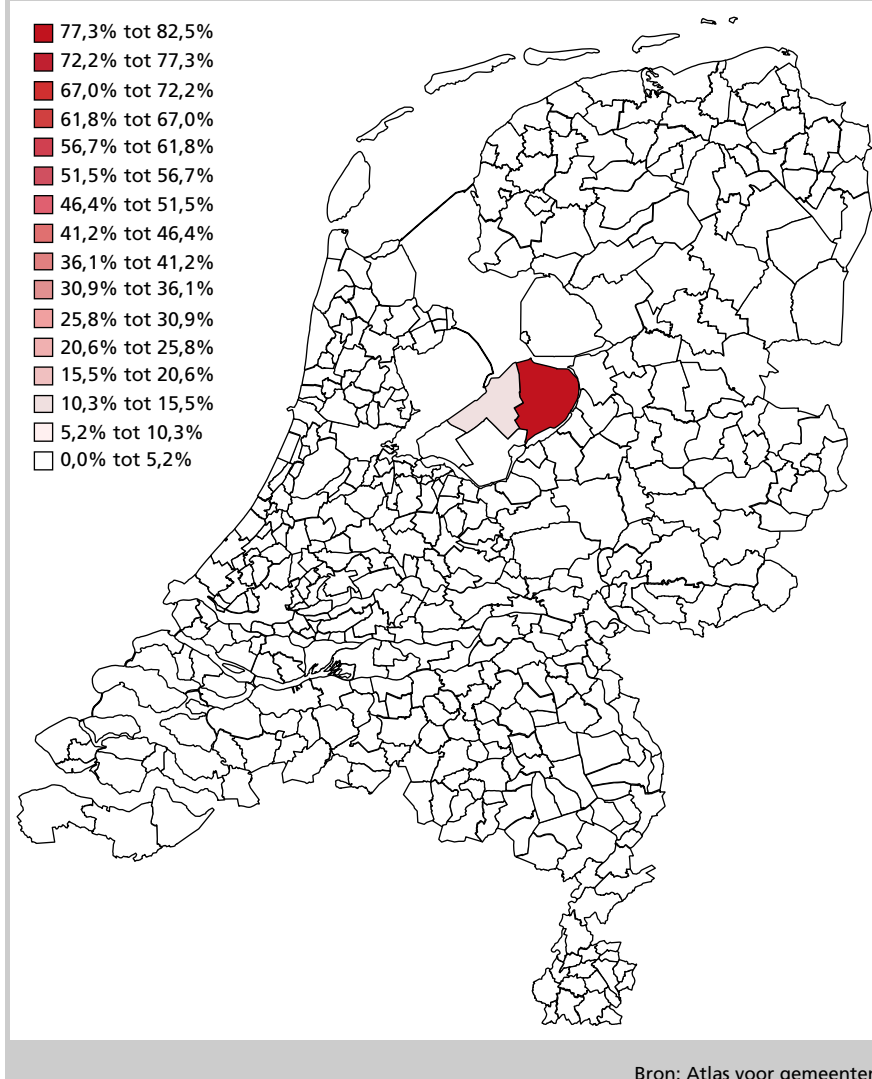 77,3% tot 82,5%
72,2% tot 77,3%
67,0% tot 72,2%
61,8% tot 67,0%
56,7% tot 61,8%
51,5% tot 56,7%
46,4% tot 51,5%
41,2% tot 46,4%
36,1% tot 41,2%
30,9% tot 36,1%
25,8% tot 30,9%
20,6% tot 25,8%
15,5% tot 20,6%
10,3% tot 15,5%
5,2% tot 10,3%
0,0% tot 5,2%
Bron: Atlas voor gemeenten